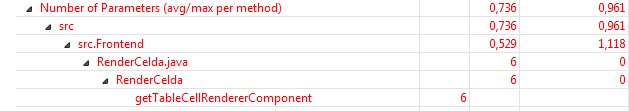 Number of Parameters (avg/max per method) 0,736 0,961
src 0,736 0,961
src.Frontend 0,529 1,118
RenderCelda.java 6 0
RenderCelda 6 0
getTableCellRendererComponent 6